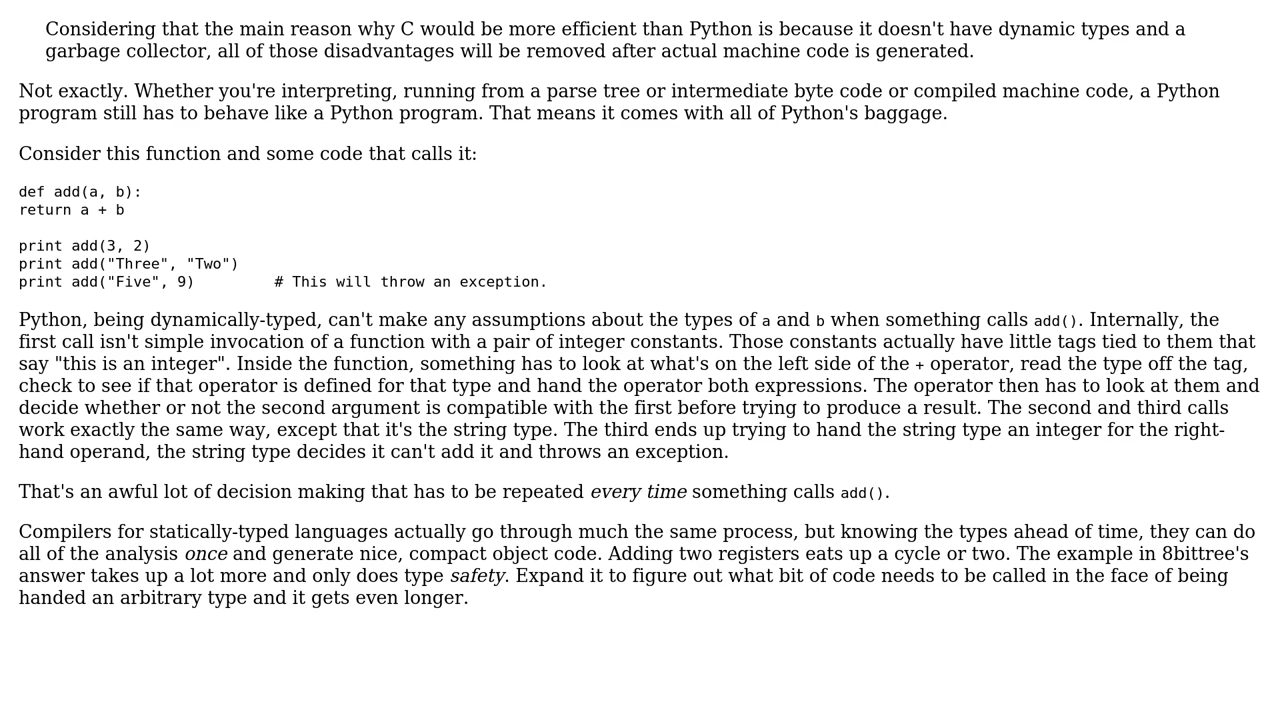 Considering that the main reason why C would be more efficient than Python is because it doesn't have dynamic types and a
garbage collector, all of those disadvantages will be removed after actual machine code is generated.
Not exactly. Whether you're interpreting, running from a parse tree or intermediate byte code or compiled machine code, a Python
program still has to behave like a Python program. That means it comes with all of Python's baggage.
Consider this function and some code that calls it:
def add(a, b):
return a + b
print add(3, 2)
print add("Three", "Two")
print add("Five", 9)         # This will throw an exception.
Python, being dynamically-typed, can't make any assumptions about the types of a and b when something calls add(). Internally, the
first call isn't simple invocation of a function with a pair of integer constants. Those constants actually have little tags tied to them that
say "this is an integer". Inside the function, something has to look at what's on the left side of the + operator, read the type off the tag,
check to see if that operator is defined for that type and hand the operator both expressions. The operator then has to look at them and
decide whether or not the second argument is compatible with the first before trying to produce a result. The second and third calls
work exactly the same way, except that it's the string type. The third ends up trying to hand the string type an integer for the right-
hand operand, the string type decides it can't add it and throws an exception.
That's an awful lot of decision making that has to be repeated every time something calls add().
Compilers for statically-typed languages actually go through much the same process, but knowing the types ahead of time, they can do
all of the analysis once and generate nice, compact object code. Adding two registers eats up a cycle or two. The example in 8bittree's
answer takes up a lot more and only does type safety. Expand it to figure out what bit of code needs to be called in the face of being
handed an arbitrary type and it gets even longer.